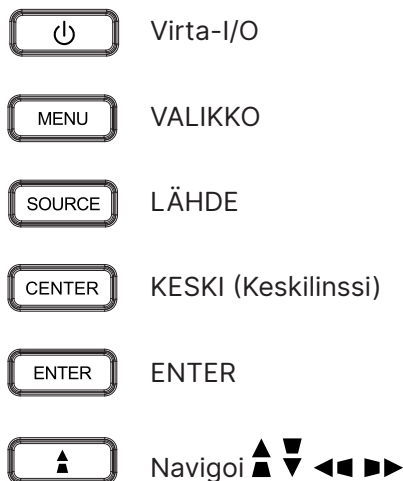 Virta-I/O
MENU VALIKKO
SOURCE LÄHDE
CENTER KESKI (Keskilinssi)
ENTER ENTER
Navigoi